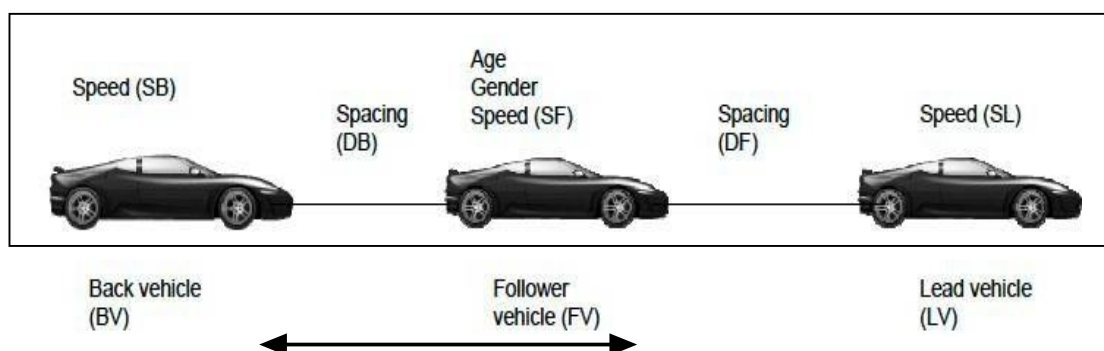 Speed (SB)
Spacing
(DB)
Age
Gender
Speed (SF)
Spacing
(DF)
Speed (SL)
Back vehicle
(BV)
Follower
vehicle (FV)
Lead vehicle
(LV)